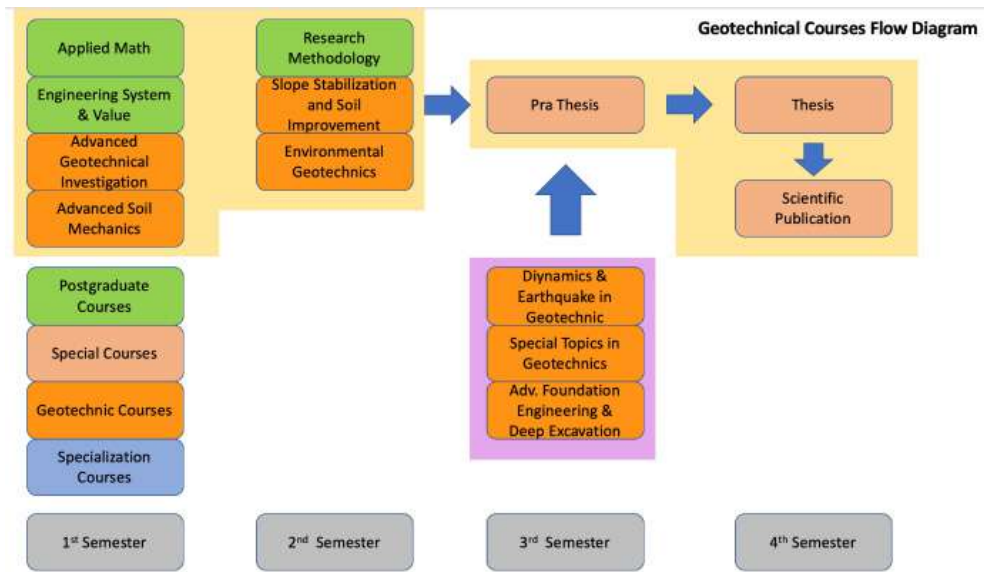 Geotechnical Courses Flow Diagram
Applied Math
Engineering System
& Value
Advanced
Geotechnical
Investigation
Advanced Soil
Mechanics
Research
Methodology
Slope Stabilization
and Soil
Improvement
Environmental
Geotechnics
Pra Thesis
Thesis
Scientific
Publication
Diynamics &
Earthquake in
Geotechnic
Special Topics in
Geotechnics
Adv. Foundation
Engineering &
Deep Excavation
Postgraduate
Courses
Special Courses
Geotechnic Courses
Specialization
Courses
1st Semester
2nd Semester
3rd Semester
4th Semester